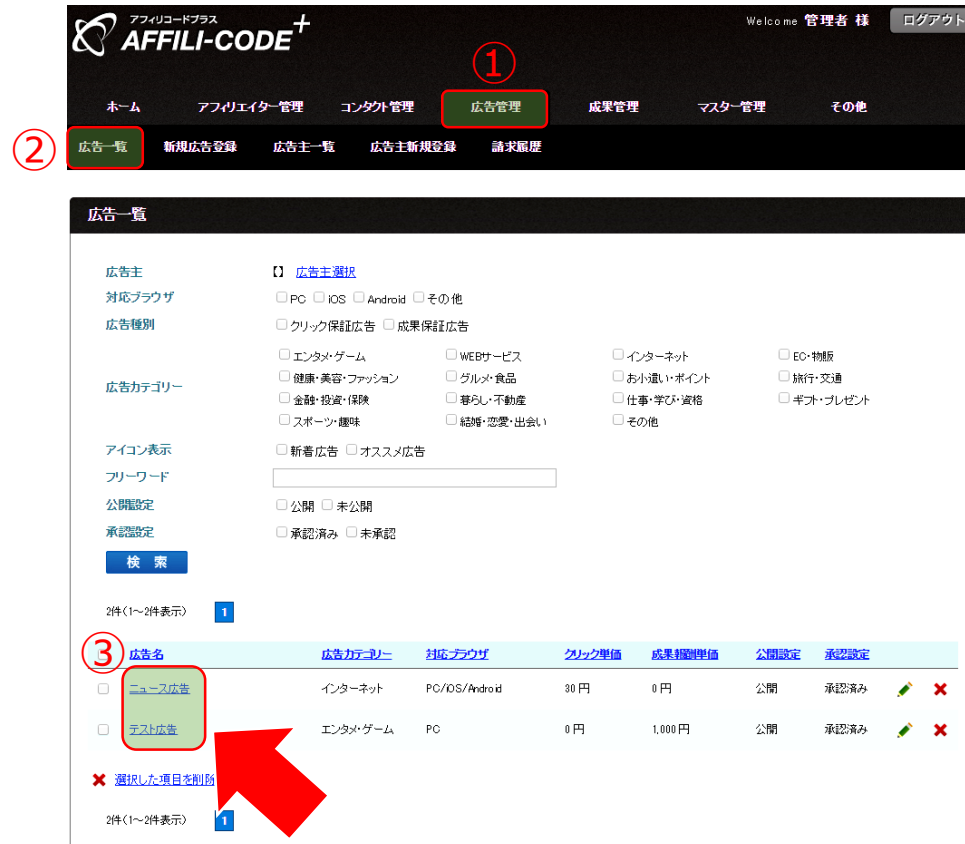 アフィリコードプラス
AFFILI-CODE+
Welcome 管理者 様 ログアウト
①
ホーム アフィリエイター管理 コンタクト管理 広告管理 成果管理 マスター管理 その他
② 広告一覧 新規広告登録 広告主一覧 広告主新規登録 請求履歴
広告一覧
広告主 【】 広告主選択
対応ブラウザ PC iOS Android その他
広告種別 クリック保証広告 成果保証広告
広告カテゴリー
エンタメ・ゲーム WEBサービス インターネット EC・物販
健康・美容・ファッション グルメ・食品 お小遣い・ポイント 旅行・交通
金融・投資・保険 暮らし・不動産 仕事・学び・資格 ギフト・プレゼント
スポーツ・趣味 結婚・恋愛・出会い その他
アイコン表示 新着広告 オススメ広告
フリーワード
公開設定 公開 未公開
承認設定 承認済み 未承認
検 索
2件(1~2件表示) 1
③ 広告名 広告カテゴリー 対応ブラウザ クリック単価 成果報酬単価 公開設定 承認設定
ニュース広告 インターネット PC/iOS/Android 30 円 0 円 公開 承認済み
テスト広告 エンタメ・ゲーム PC 0 円 1,000 円 公開 承認済み
選択した項目を削除
2件(1~2件表示) 1